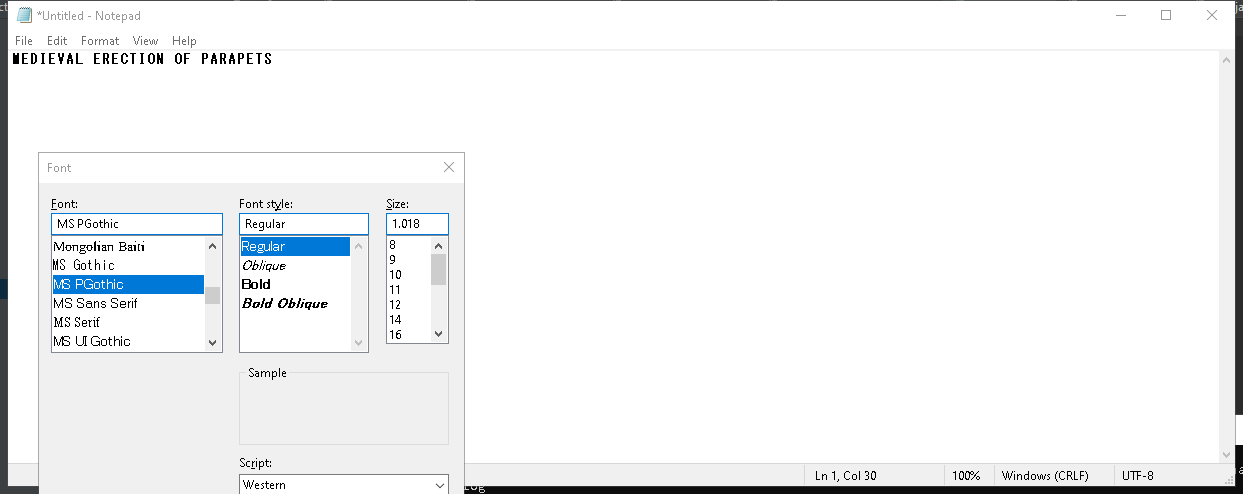 *Untitled - Notepad
File Edit Format View Help
MEDIEVAL ERECTION OF PARAPETS
Font
Font: Font style: Size:
MS PGothic Regular 1.018
Mongolian Baiti Regular 8
MS Gothic Oblique 9
MS PGothic Bold 10
MS Sans Serif Bold Oblique 11
MS Serif 12
MS UI Gothic 14
16
Sample
Script:
Western
Ln 1, Col 30 100% Windows (CRLF) UTF-8